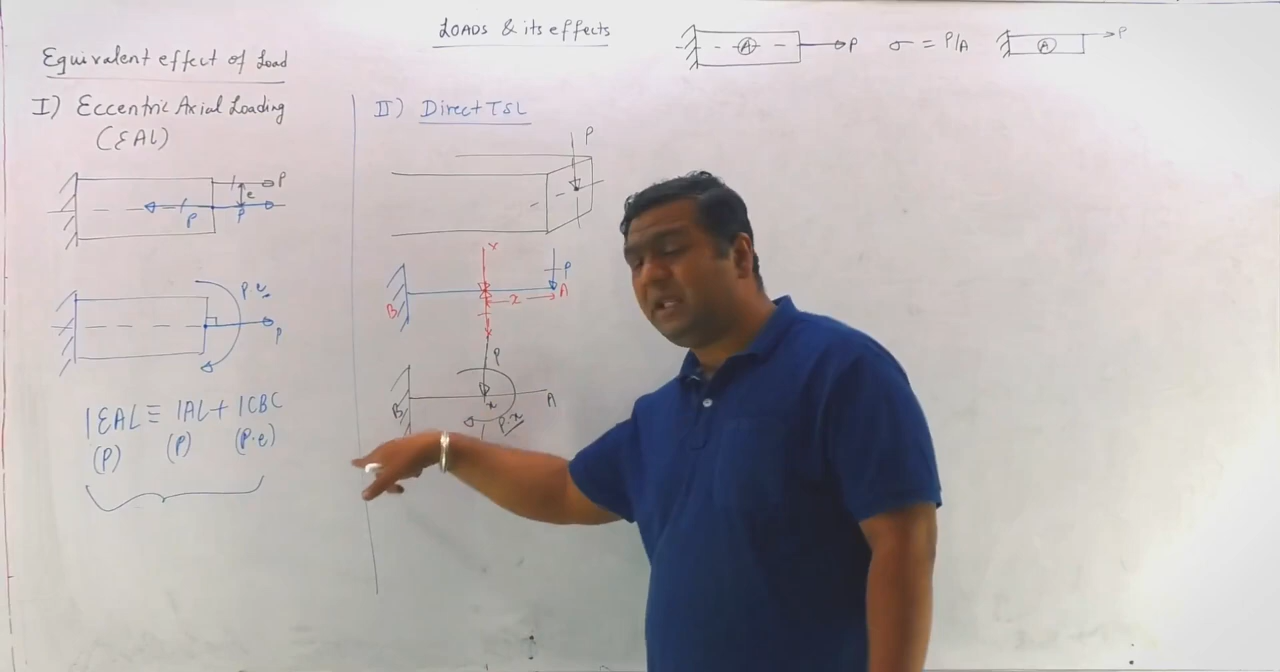 LOADS & its effects
A
P
σ = P/A
A
P
Equivalent effect of Load
I) Eccentric Axial Loading
(EAL)
P
e
P
P
P.e
P
1EAL ≡ 1AL + 1CBC
(P) (P) (P.e)
II) Direct TSL
P
x
P
B
x
A
x
P
B
x
A
P.x